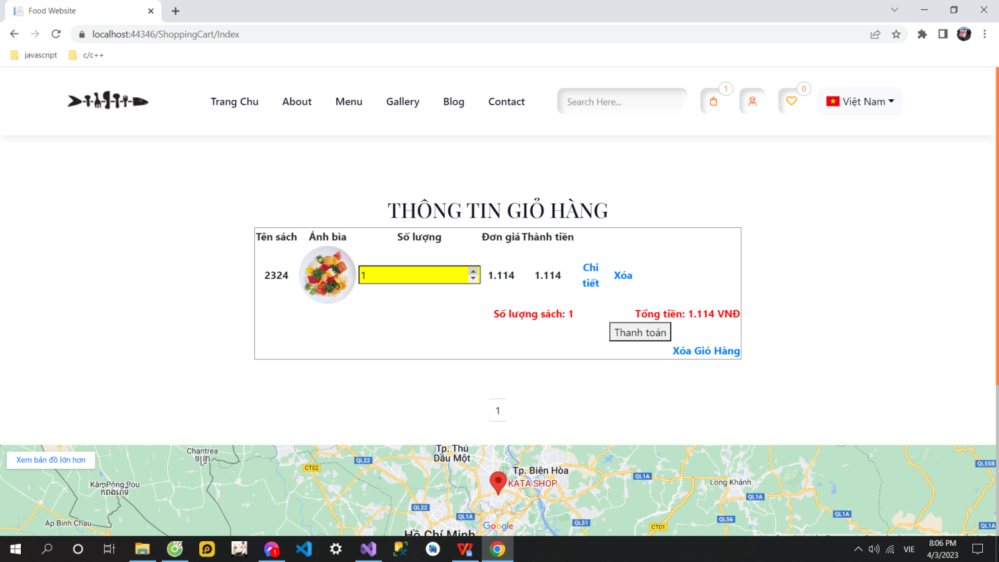 Food Website
localhost:44346/ShoppingCart/Index
javascript
c/c++
Trang Chu
About
Menu
Gallery
Blog
Contact
Search Here...
1
0
Việt Nam
THÔNG TIN GIỎ HÀNG
Tên sách Ảnh bìa Số lượng Đơn giá Thành tiền
2324 1 1.114 1.114 Chi tiết Xóa
Số lượng sách: 1 Tổng tiền: 1.114 VNĐ
Thanh toán
Xóa Giỏ Hàng
1
Xem bản đồ lớn hơn
Chantrea
ច័ន្ទ្រា
Tp. Thủ
Dầu Một
QL22
CT02
Tp. Biên Hòa
KATA SHOP
QL1A
Long Khánh
QL55B
KâmPóng Pou
QL1A
QL22
QL1A
QL51
QL56
QL1A
CT01
QL1A
Ap Binh Chau
Google
Hồ Chí Minh
1
VIE
8:06 PM
4/3/2023